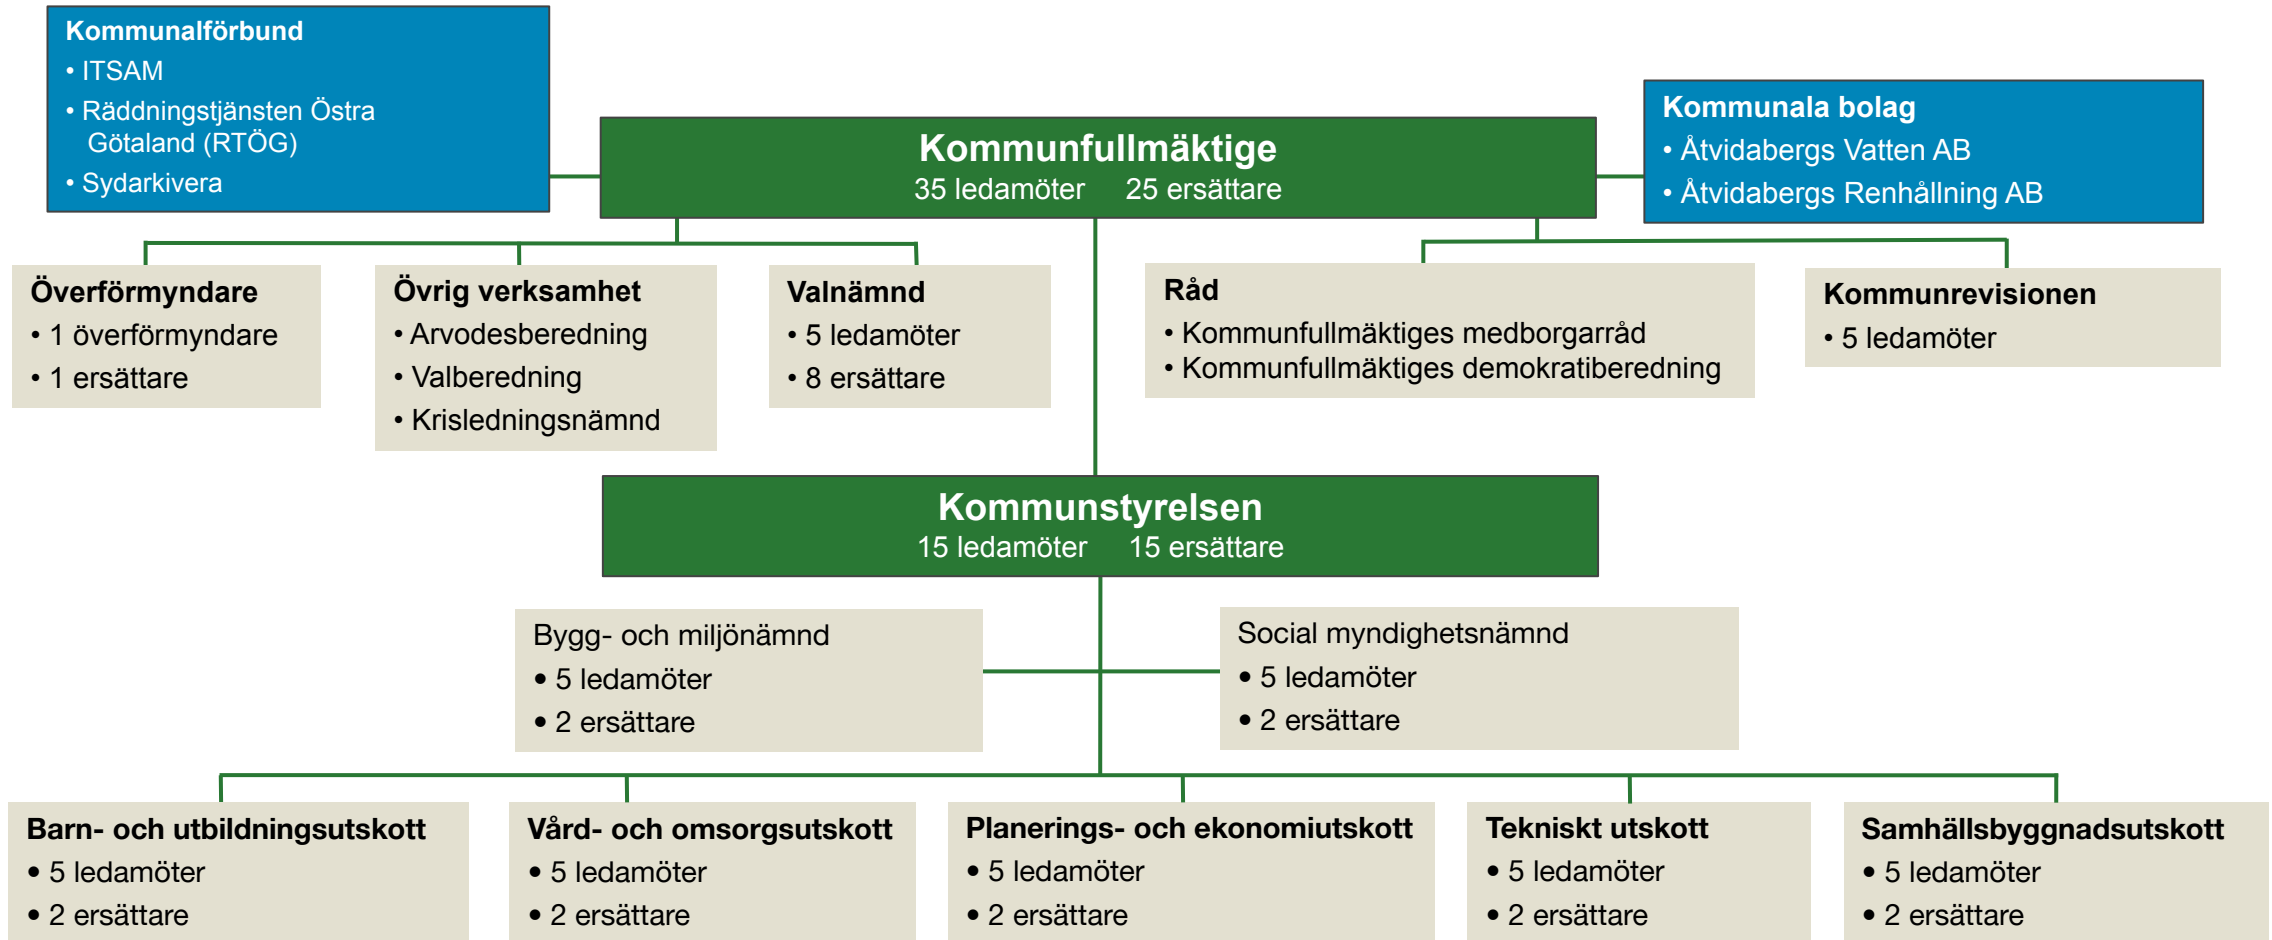 Kommunalförbund
• ITSAM
• Räddningstjänsten Östra
Götaland (RTÖG)
• Sydarkivera
Kommunfullmäktige
35 ledamöter 25 ersättare
Kommunala bolag
• Åtvidabergs Vatten AB
• Åtvidabergs Renhållning AB
Överförmyndare
• 1 överförmyndare
• 1 ersättare
Övrig verksamhet
• Arvodesberedning
• Valberedning
• Krisledningsnämnd
Valnämnd
• 5 ledamöter
• 8 ersättare
Råd
• Kommunfullmäktiges medborgarråd
• Kommunfullmäktiges demokratiberedning
Kommunrevisionen
• 5 ledamöter
Kommunstyrelsen
15 ledamöter 15 ersättare
Bygg- och miljönämnd
• 5 ledamöter
• 2 ersättare
Social myndighetsnämnd
• 5 ledamöter
• 2 ersättare
Barn- och utbildningsutskott
• 5 ledamöter
• 2 ersättare
Vård- och omsorgsutskott
• 5 ledamöter
• 2 ersättare
Planerings- och ekonomiutskott
• 5 ledamöter
• 2 ersättare
Tekniskt utskott
• 5 ledamöter
• 2 ersättare
Samhällsbyggnadsutskott
• 5 ledamöter
• 2 ersättare